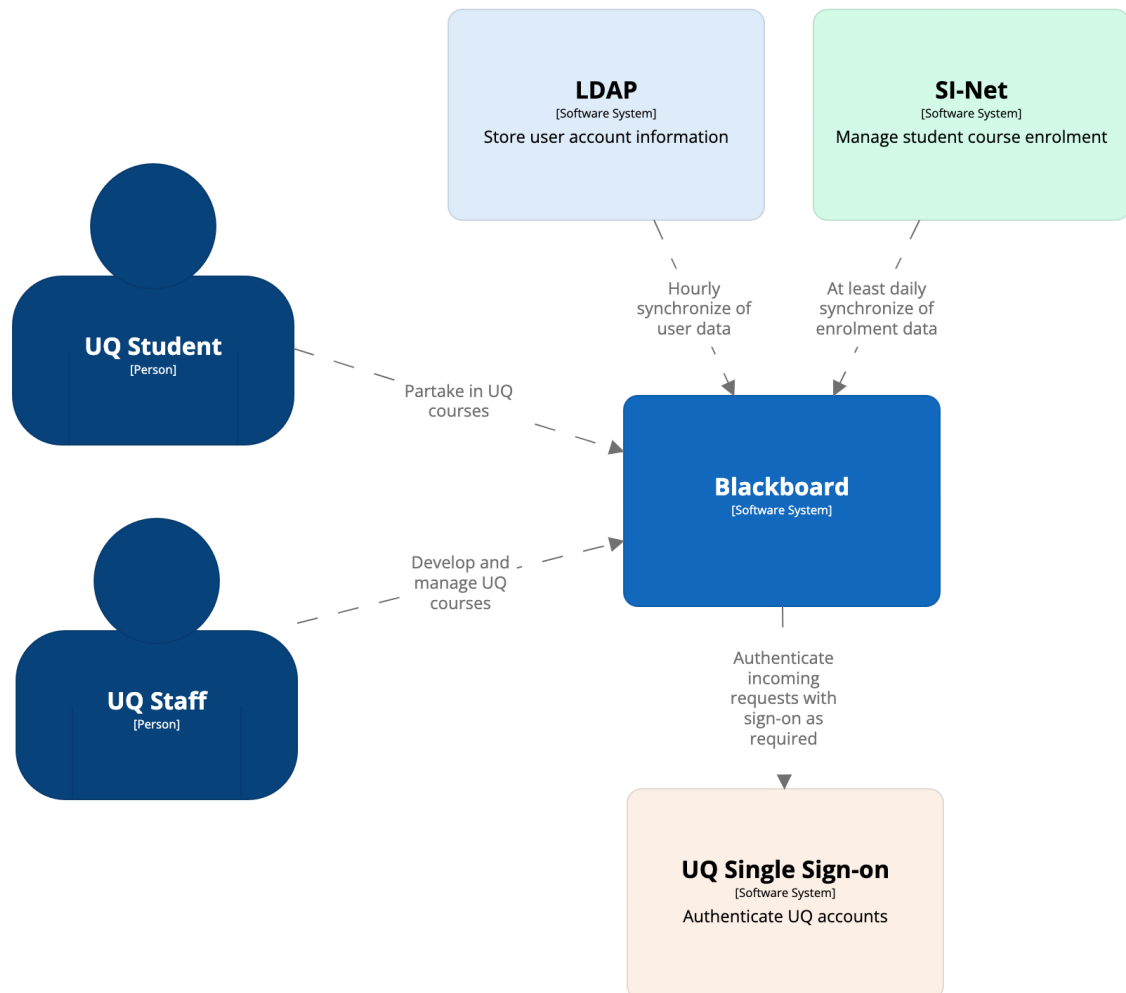 LDAP
[Software System]
Store user account information
SI-Net
[Software System]
Manage student course enrolment
Hourly
synchronize of
user data
At least daily
synchronize of
enrolment data
UQ Student
[Person]
Partake in UQ
courses
Blackboard
[Software System]
Develop and
manage UQ
courses
UQ Staff
[Person]
Authenticate
incoming
requests with
sign-on as
required
UQ Single Sign-on
[Software System]
Authenticate UQ accounts